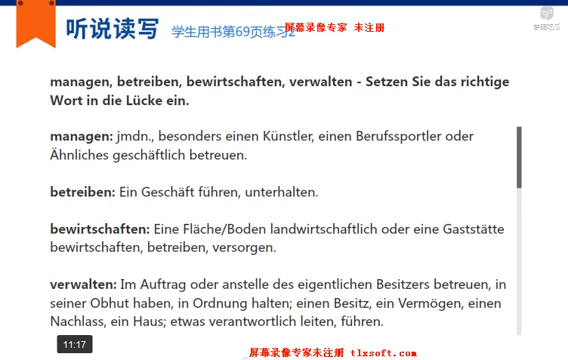 听说读写 学生用书第69页练习2
屏幕录像专家 未注册
梦穗吃瓜
managen, betreiben, bewirtschaften, verwalten - Setzen Sie das richtige
Wort in die Lücke ein.
managen: jmdn., besonders einen Künstler, einen Berufssportler oder
Ähnliches geschäftlich betreuen.
betreiben: Ein Geschäft führen, unterhalten.
bewirtschaften: Eine Fläche/Boden landwirtschaftlich oder eine Gaststätte
bewirtschaften, betreiben, versorgen.
verwalten: Im Auftrag oder anstelle des eigentlichen Besitzers betreuen, in
seiner Obhut haben, in Ordnung halten; einen Besitz, ein Vermögen, einen
Nachlass, ein Haus; etwas verantwortlich leiten, führen.
11:17
屏幕录像专家未注册 tlxsoft.com